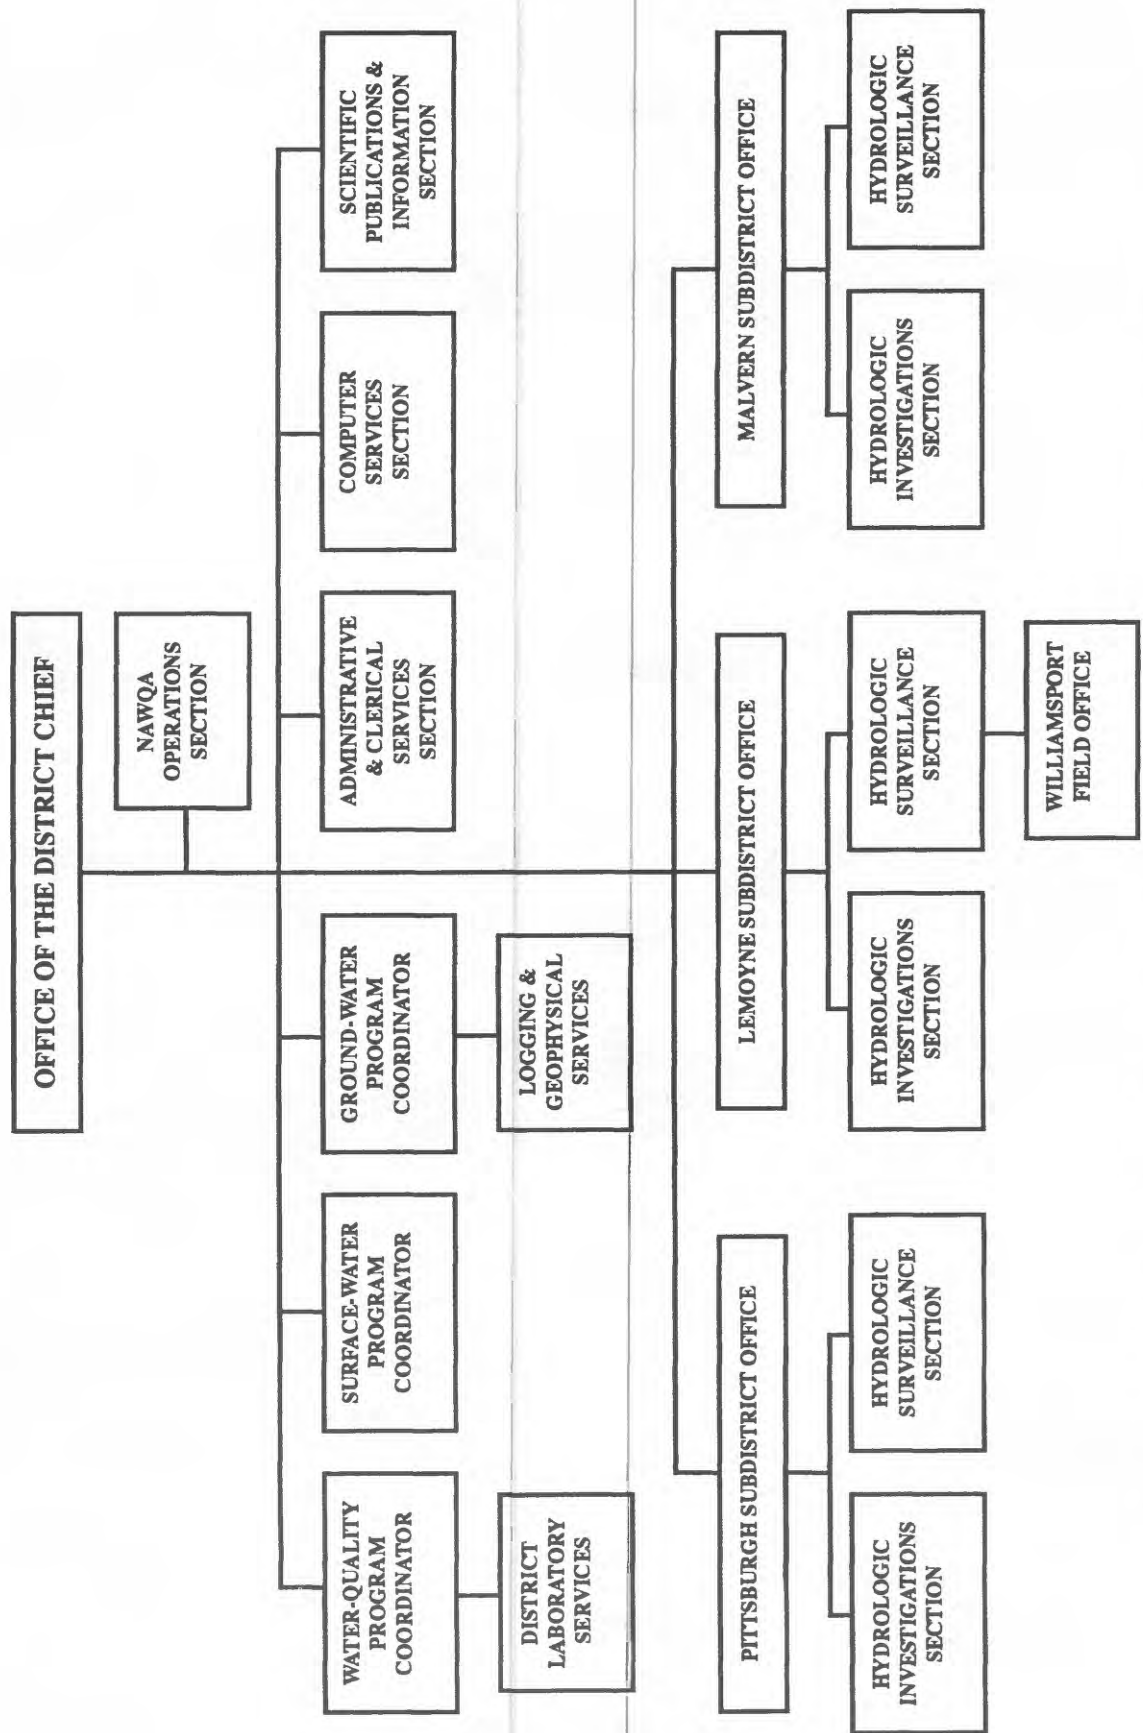 OFFICE OF THE DISTRICT CHIEF
NAWQA
OPERATIONS
SECTION
WATER-QUALITY
PROGRAM
COORDINATOR
SURFACE-WATER
PROGRAM
COORDINATOR
GROUND-WATER
PROGRAM
COORDINATOR
ADMINISTRATIVE
& CLERICAL
SERVICES
SECTION
COMPUTER
SERVICES
SECTION
SCIENTIFIC
PUBLICATIONS &
INFORMATION
SECTION
DISTRICT
LABORATORY
SERVICES
LOGGING &
GEOPHYSICAL
SERVICES
PITTSBURGH SUBDISTRICT OFFICE
LEMOYNE SUBDISTRICT OFFICE
MALVERN SUBDISTRICT OFFICE
HYDROLOGIC
INVESTIGATIONS
SECTION
HYDROLOGIC
SURVEILLANCE
SECTION
HYDROLOGIC
INVESTIGATIONS
SECTION
HYDROLOGIC
SURVEILLANCE
SECTION
HYDROLOGIC
INVESTIGATIONS
SECTION
HYDROLOGIC
SURVEILLANCE
SECTION
WILLIAMSPORT
FIELD OFFICE